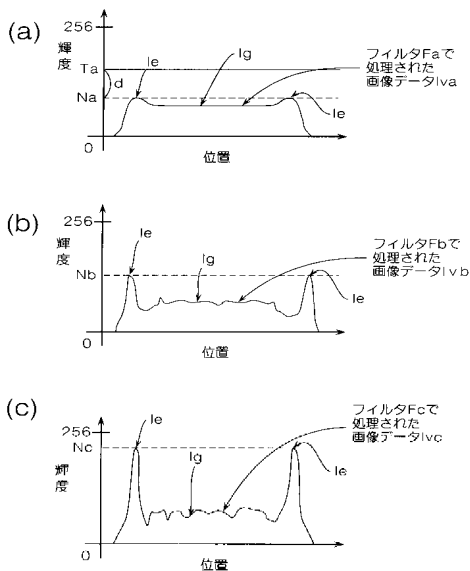 (a)
256
輝度
Ta
d
Na
0
Ie
Ig
フィルタFaで
処理された
画像データIva
Ie
位置
(b)
256
輝度
Nb
0
Ie
Ig
フィルタFbで
処理された
画像データIvb
Ie
位置
(c)
256
Nc
輝度
0
Ie
Ig
フィルタFcで
処理された
画像データIvc
Ie
位置